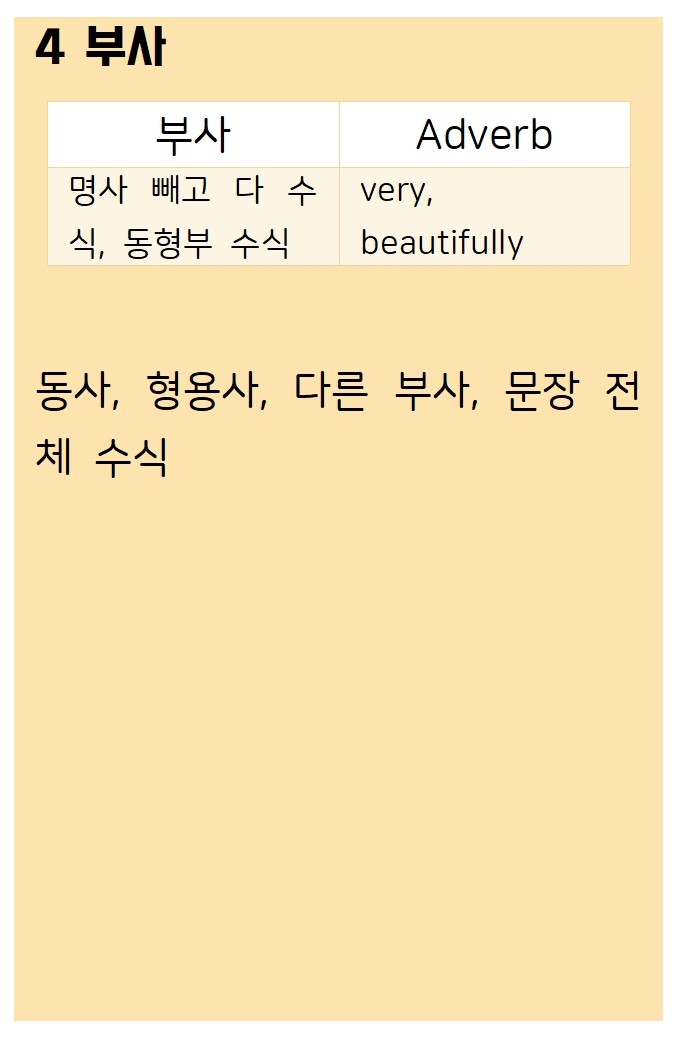 4 부사
부사 Adverb
명사 빼고 다 수
식, 동형부 수식
very,
beautifully
동사, 형용사, 다른 부사, 문장 전
체 수식